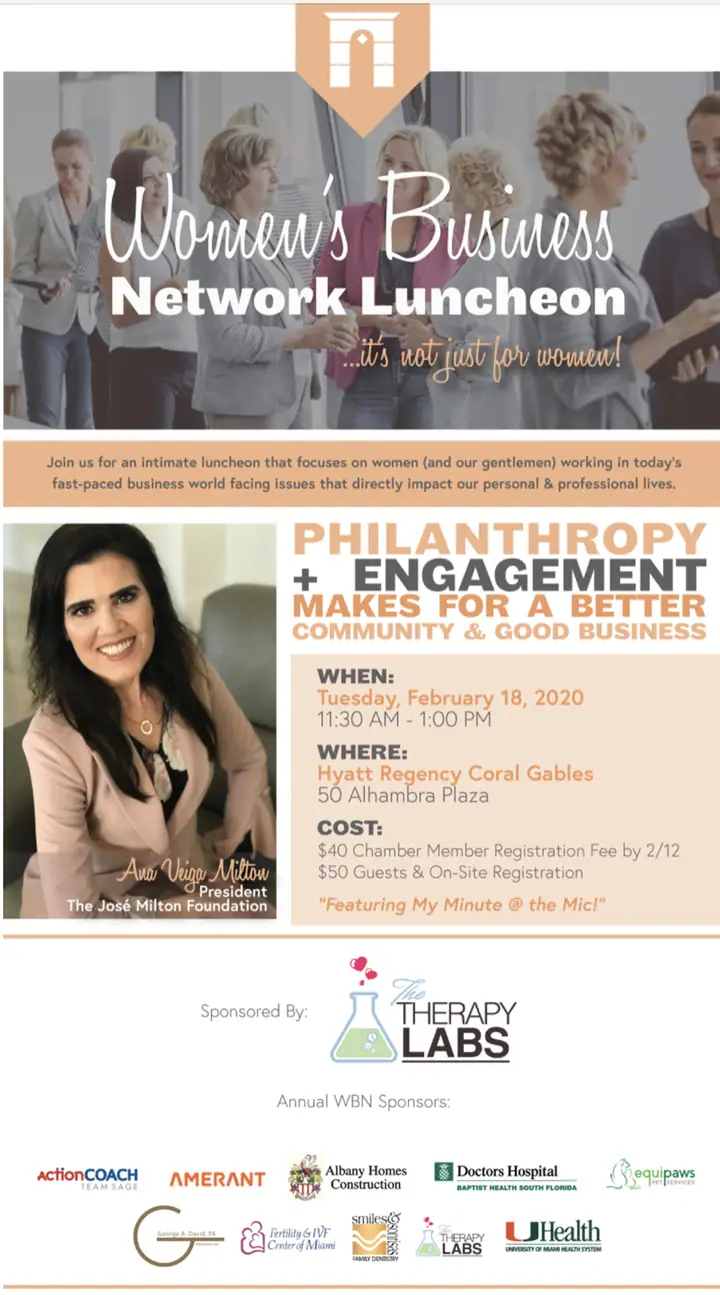 Women's Business
Network Luncheon
...it's not just for women!
Join us for an intimate luncheon that focuses on women (and our gentlemen) working in today's
fast-paced business world facing issues that directly impact our personal & professional lives.
PHILANTHROPY
+ ENGAGEMENT
MAKES FOR A BETTER
COMMUNITY & GOOD BUSINESS
WHEN:
Tuesday, February 18, 2020
11:30 AM - 1:00 PM
WHERE:
Hyatt Regency Coral Gables
50 Alhambra Plaza
COST:
$40 Chamber Member Registration Fee by 2/12
$50 Guests & On-Site Registration
"Featuring My Minute @ the Mic!"
Ana Veiga Milton
President
The José Milton Foundation
Sponsored By:
The
THERAPY
LABS
Annual WBN Sponsors:
ActionCOACH
TEAM SAGE
AMERANT
Albany Homes
Construction
Doctors Hospital
BAPTIST HEALTH SOUTH FLORIDA
equipaws
PET SERVICES
George A. David, PA
Fertility & IVF
Center of Miami
smiles&
FAMILY DENTISTRY
The
THERAPY
LABS
UHealth
UNIVERSITY OF MIAMI HEALTH SYSTEM